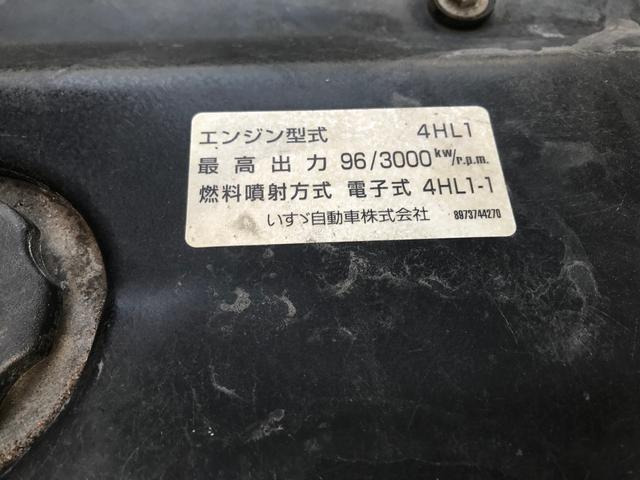 エンジン型式 4HL1
最高出力 96/3000 kw/r.p.m.
燃料噴射方式 電子式 4HL1-1
いすゞ自動車株式会社 8973744270